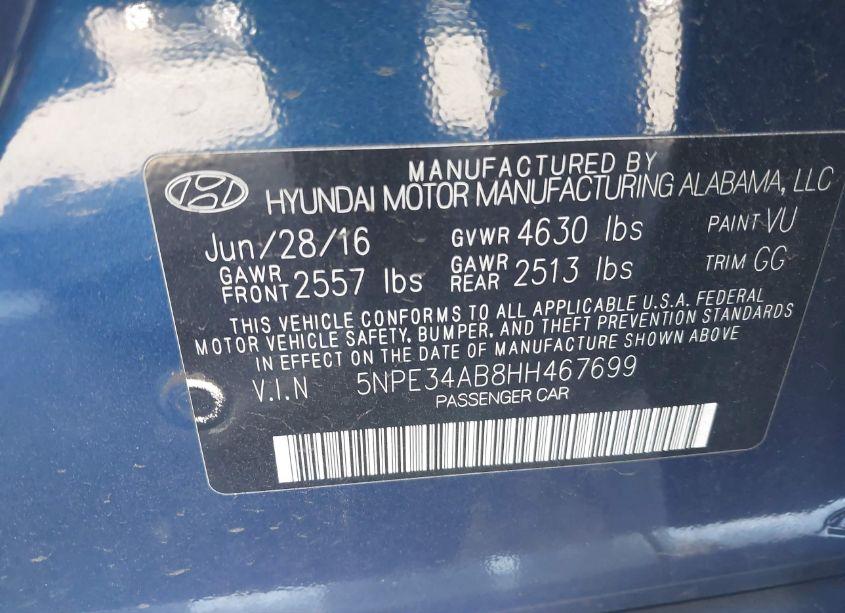 MANUFACTURED BY
HYUNDAI MOTOR MANUFACTURING ALABAMA, LLC
Jun/28/16 GVWR 4630 lbs PAINT VU
GAWR FRONT 2557 lbs GAWR REAR 2513 lbs TRIM GG
THIS VEHICLE CONFORMS TO ALL APPLICABLE U.S.A. FEDERAL
MOTOR VEHICLE SAFETY, BUMPER, AND THEFT PREVENTION STANDARDS
IN EFFECT ON THE DATE OF MANUFACTURE SHOWN ABOVE
V.I.N 5NPE34AB8HH467699
PASSENGER CAR